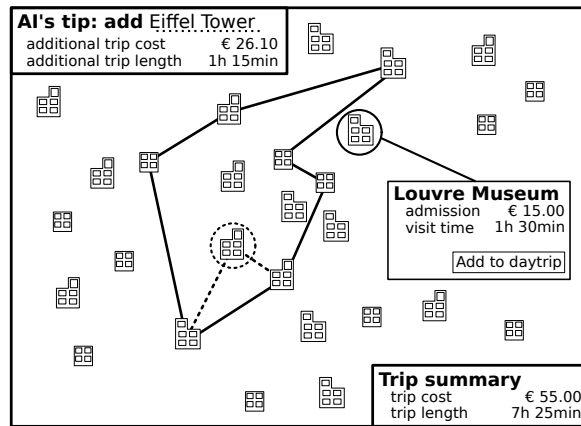 AI's tip: add Eiffel Tower
additional trip cost € 26.10
additional trip length 1h 15min
Louvre Museum
admission € 15.00
visit time 1h 30min
Add to daytrip
Trip summary
trip cost € 55.00
trip length 7h 25min